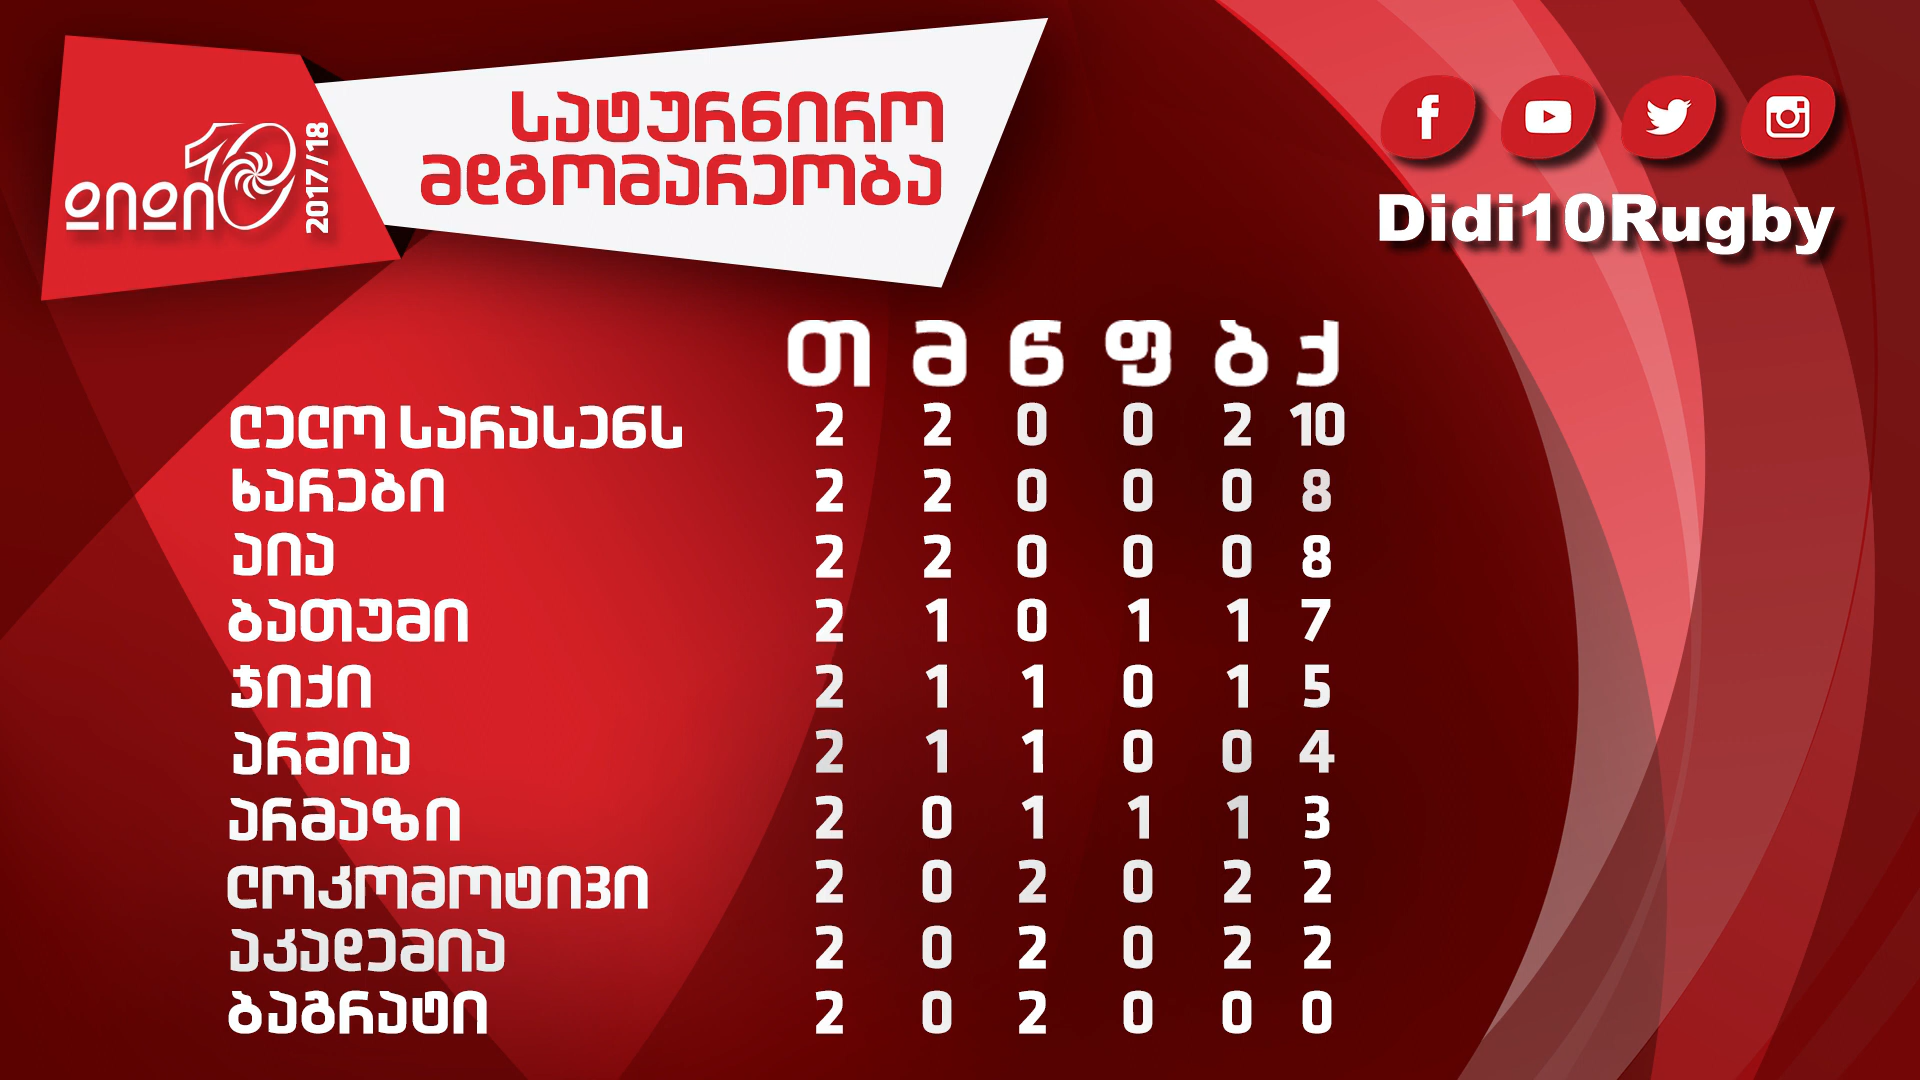 დიდი 10
2017/18
სატურნირო
მდგომარეობა
Didi10Rugby
თ მ წ ფ ბ ქ
ლელო სარასენს 2 2 0 0 2 10
ხარები 2 2 0 0 0 8
აია 2 2 0 0 0 8
ბათუმი 2 1 0 1 1 7
ჯიქი 2 1 1 0 1 5
არმია 2 1 1 0 0 4
არმაზი 2 0 1 1 1 3
ლოკომოტივი 2 0 2 0 2 2
აკადემია 2 0 2 0 2 2
ბაგრატი 2 0 2 0 0 0